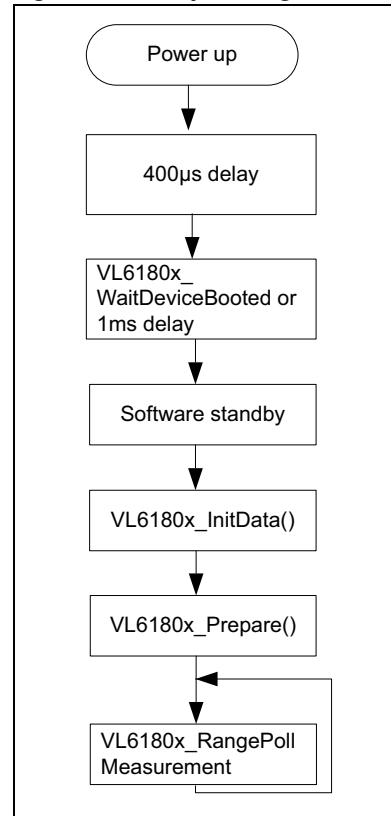 Power up
400µs delay
VL6180x_
WaitDeviceBooted or
1ms delay
Software standby
VL6180x_InitData()
VL6180x_Prepare()
VL6180x_RangePoll
Measurement